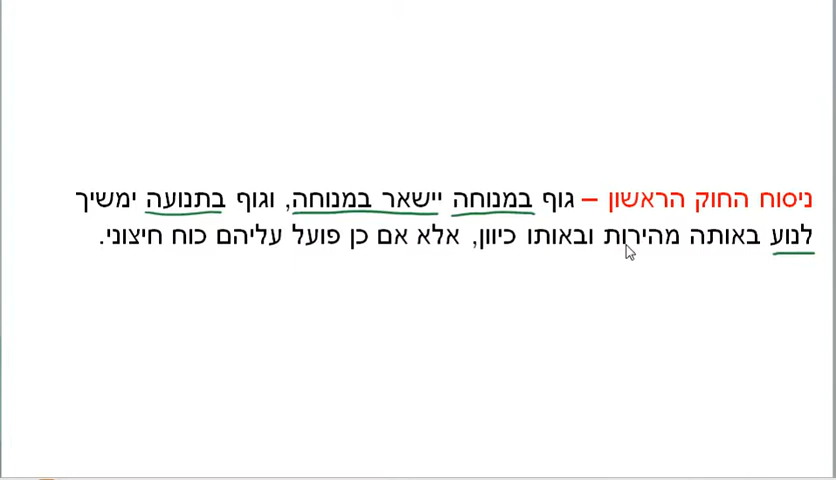 ניסוח החוק הראשון – גוף במנוחה יישאר במנוחה, וגוף בתנועה ימשיך
לנוע באותה מהירות ובאותו כיוון, אלא אם כן פועל עליהם כוח חיצוני.